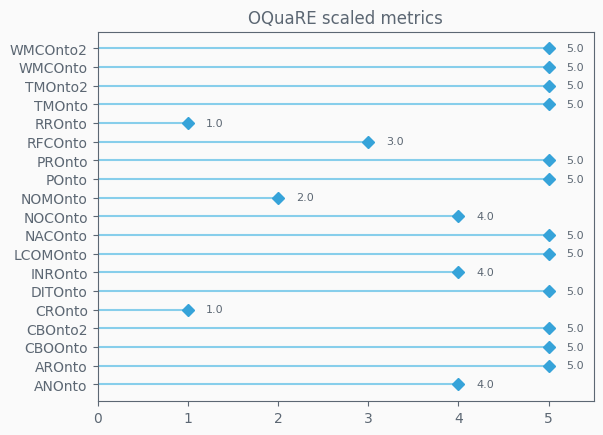 OQuaRE scaled metrics
WMCOnto2 5.0
WMCOnto 5.0
TMOnto2 5.0
TMOnto 5.0
RROnto 1.0
RFCOnto 3.0
PROnto 5.0
POnto 5.0
NOMOnto 2.0
NOCOnto 4.0
NACOnto 5.0
LCOMOnto 5.0
INROnto 4.0
DITOnto 5.0
CROnto 1.0
CBOnto2 5.0
CBOOnto 5.0
AROnto 5.0
ANOnto 4.0
0 1 2 3 4 5